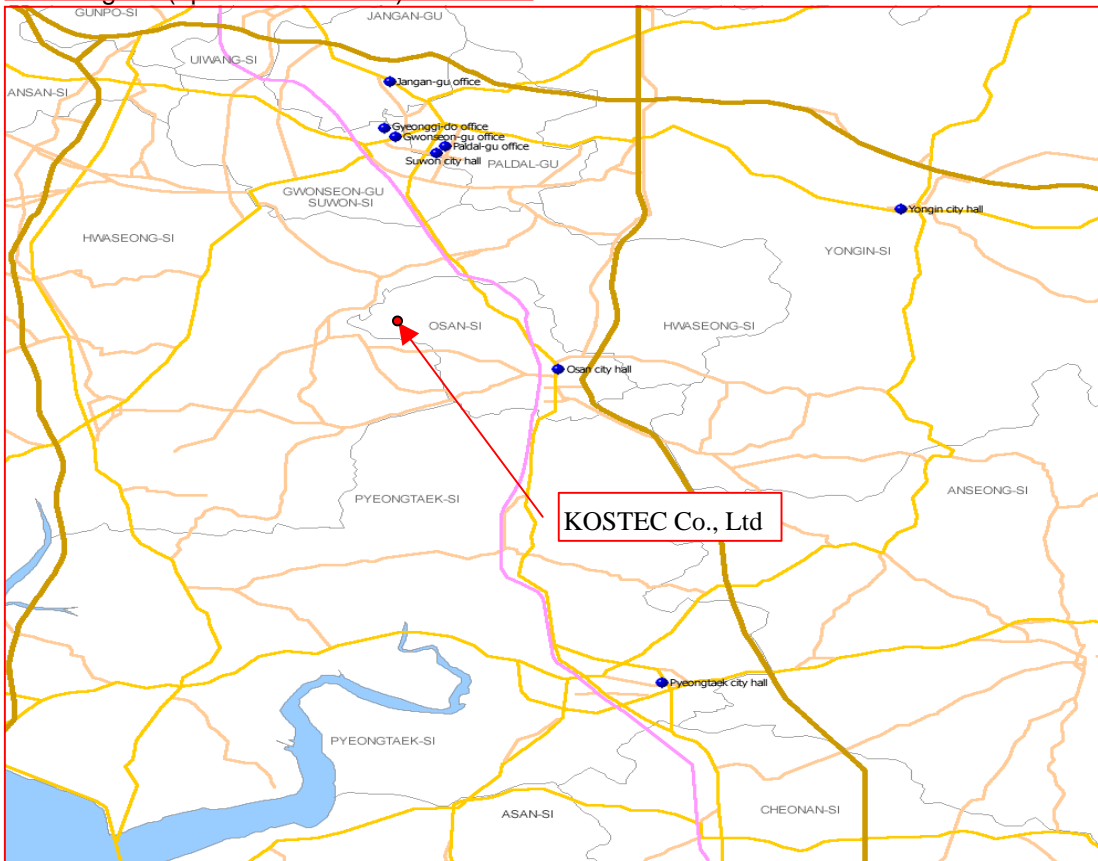 GUNPO-SI
JANGAN-GU
UIWANG-SI
ANSAN-SI
Jangan-gu office
Gyeonggi-do office
Gwonseon-gu office
Paldal-gu office
Suwon city hall
PALDAL-GU
GWONSEON-GU
SUWON-SI
Yongin city hall
HWASEONG-SI
YONGIN-SI
OSAN-SI
HWASEONG-SI
Osan city hall
PYEONGTAEK-SI
ANSEONG-SI
KOSTEC Co., Ltd
Pyeongtaek city hall
PYEONGTAEK-SI
ASAN-SI
CHEONAN-SI